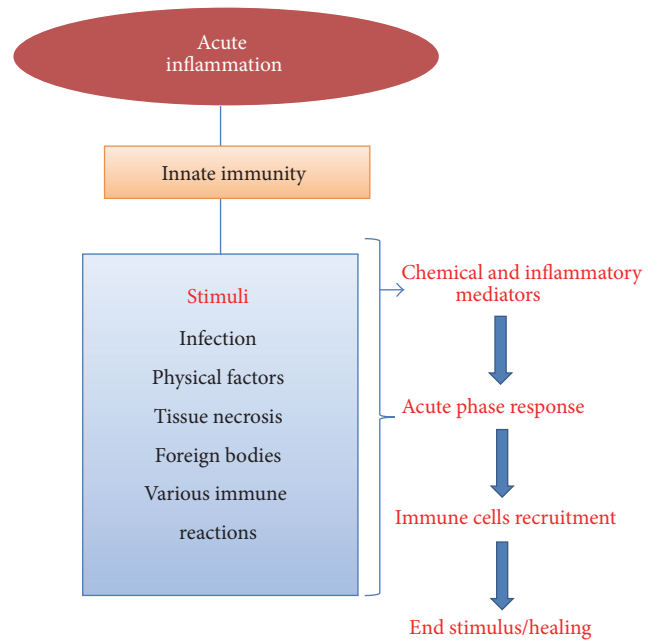 Acute
inflammation
Innate immunity
Stimuli
Infection
Physical factors
Tissue necrosis
Foreign bodies
Various immune
reactions
Chemical and inflammatory
mediators
Acute phase response
Immune cells recruitment
End stimulus/healing